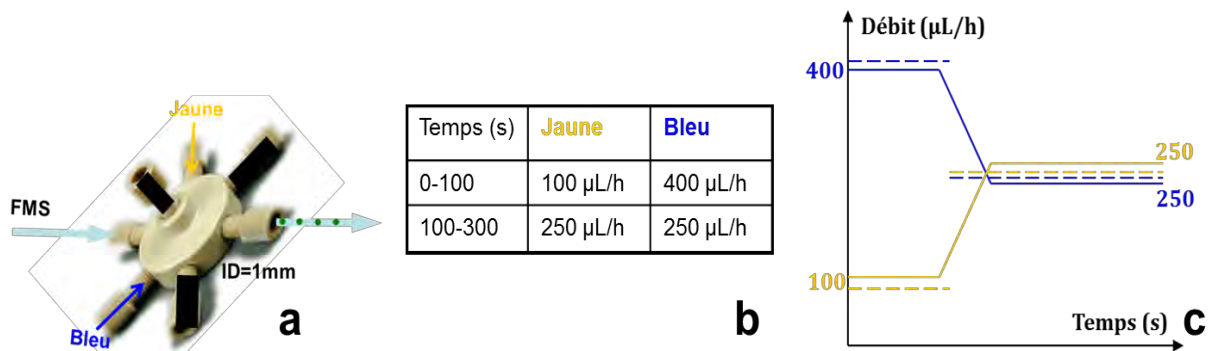 Jaune
FMS
ID=1mm
Bleu
a
Temps (s) Jaune Bleu
0-100 100 µL/h 400 µL/h
100-300 250 µL/h 250 µL/h
b
Débit (µL/h)
400
250
250
100
Temps (s)
c